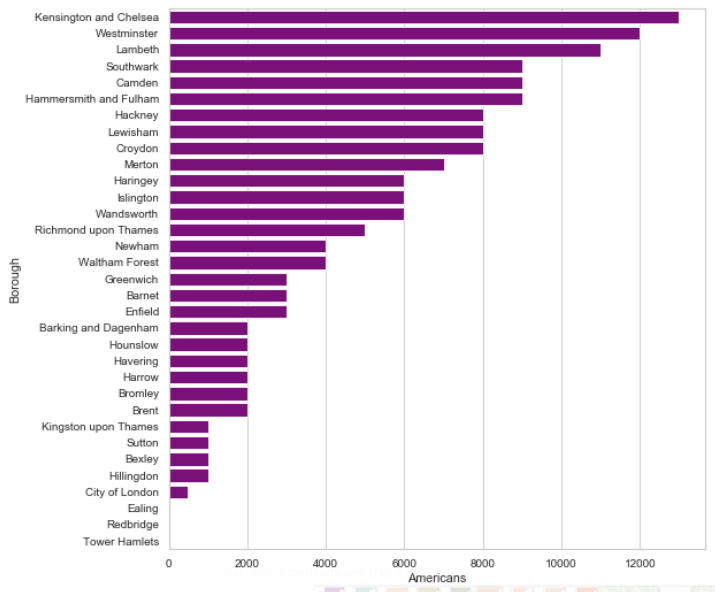 Kensington and Chelsea
Westminster
Lambeth
Southwark
Camden
Hammersmith and Fulham
Hackney
Lewisham
Croydon
Merton
Haringey
Islington
Wandsworth
Richmond upon Thames
Newham
Waltham Forest
Greenwich
Barnet
Enfield
Barking and Dagenham
Hounslow
Havering
Harrow
Bromley
Brent
Kingston upon Thames
Sutton
Bexley
Hillingdon
City of London
Ealing
Redbridge
Tower Hamlets
Borough
0 2000 4000 6000 8000 10000 12000
Americans